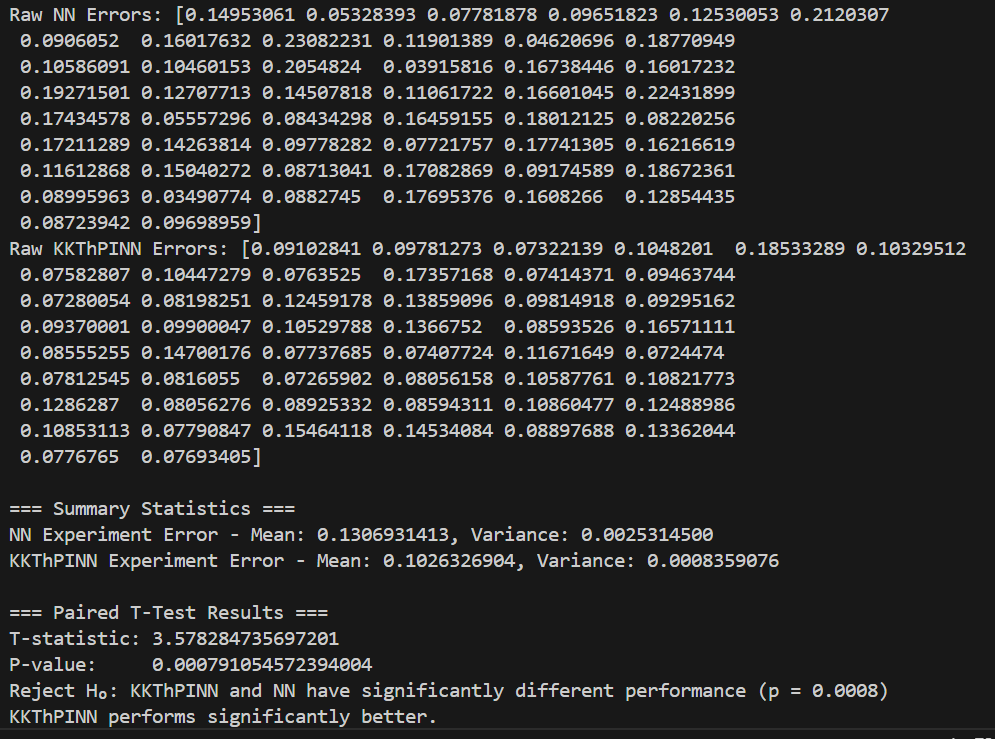 Raw NN Errors: [0.14953061 0.05328393 0.07781878 0.09651823 0.12530053 0.2120307
 0.0906052  0.16017632 0.23082231 0.11901389 0.04620696 0.18770949
 0.10586091 0.10460153 0.2054824  0.03915816 0.16738446 0.16017232
 0.19271501 0.12707713 0.14507818 0.11061722 0.16601045 0.22431899
 0.17434578 0.05557296 0.08434298 0.16459155 0.18012125 0.08220256
 0.17211289 0.14263814 0.09778282 0.07721757 0.17741305 0.16216619
 0.11612868 0.15040272 0.08713041 0.17082869 0.09174589 0.18672361
 0.08995963 0.03490774 0.0882745  0.17695376 0.1608266  0.12854435
 0.08723942 0.09698959]
Raw KKThPINN Errors: [0.09102841 0.09781273 0.07322139 0.1048201  0.18533289 0.10329512
 0.07582807 0.10447279 0.0763525  0.17357168 0.07414371 0.09463744
 0.07280054 0.08198251 0.12459178 0.13859096 0.09814918 0.09295162
 0.09370001 0.09900047 0.10529788 0.1366752  0.08593526 0.16571111
 0.08555255 0.14700176 0.07737685 0.07407724 0.11671649 0.0724474
 0.07812545 0.0816055  0.07265902 0.08056158 0.10587761 0.10821773
 0.1286287  0.08056276 0.08925332 0.08594311 0.10860477 0.12488986
 0.10853113 0.07790847 0.15464118 0.14534084 0.08897688 0.13362044
 0.0776765  0.07693405]
=== Summary Statistics ===
NN Experiment Error - Mean: 0.1306931413, Variance: 0.0025314500
KKThPINN Experiment Error - Mean: 0.1026326904, Variance: 0.0008359076
=== Paired T-Test Results ===
T-statistic: 3.578284735697201
P-value:     0.000791054572394004
Reject H₀: KKThPINN and NN have significantly different performance (p = 0.0008)
KKThPINN performs significantly better.